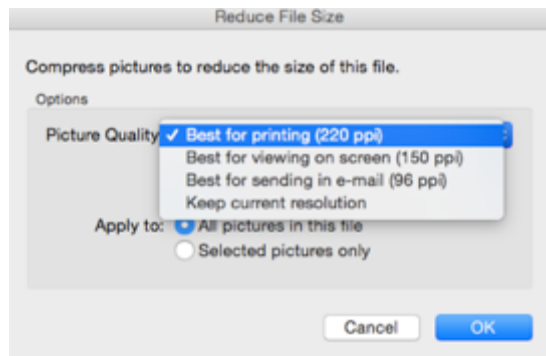 Reduce File Size
Compress pictures to reduce the size of this file.
Options
Picture Quality ✓ Best for printing (220 ppi)
Best for viewing on screen (150 ppi)
Best for sending in e-mail (96 ppi)
Keep current resolution
Apply to: All pictures in this file
Selected pictures only
Cancel OK